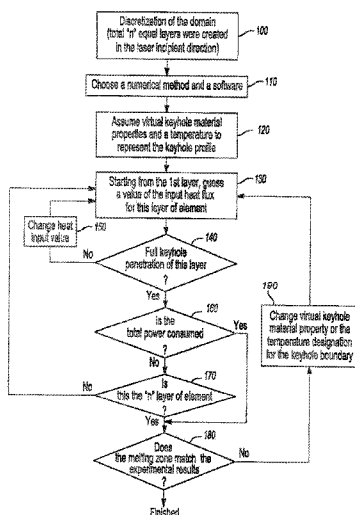 Discretization of the domain
(total "n" equal layers were created
in the laser incipient direction)
100
Choose a numerical method and a software
110
Assume virtual keyhole material
properties and a temperature to
represent the keyhole profile
120
Starting from the 1st layer, guess
a value of the input heat flux
for this layer of element
130
Change heat
input value
150
No
140
Full keyhole
penetration of this layer
?
Yes
160
Is the
total power consumed
?
Yes
No
170
Is
this the "n" layer of element
?
No
Yes
180
Does
the melting zone match the
experimental results
?
No
190
Change virtual keyhole
material property or the
temperature designation
for the keyhole boundary
Finished